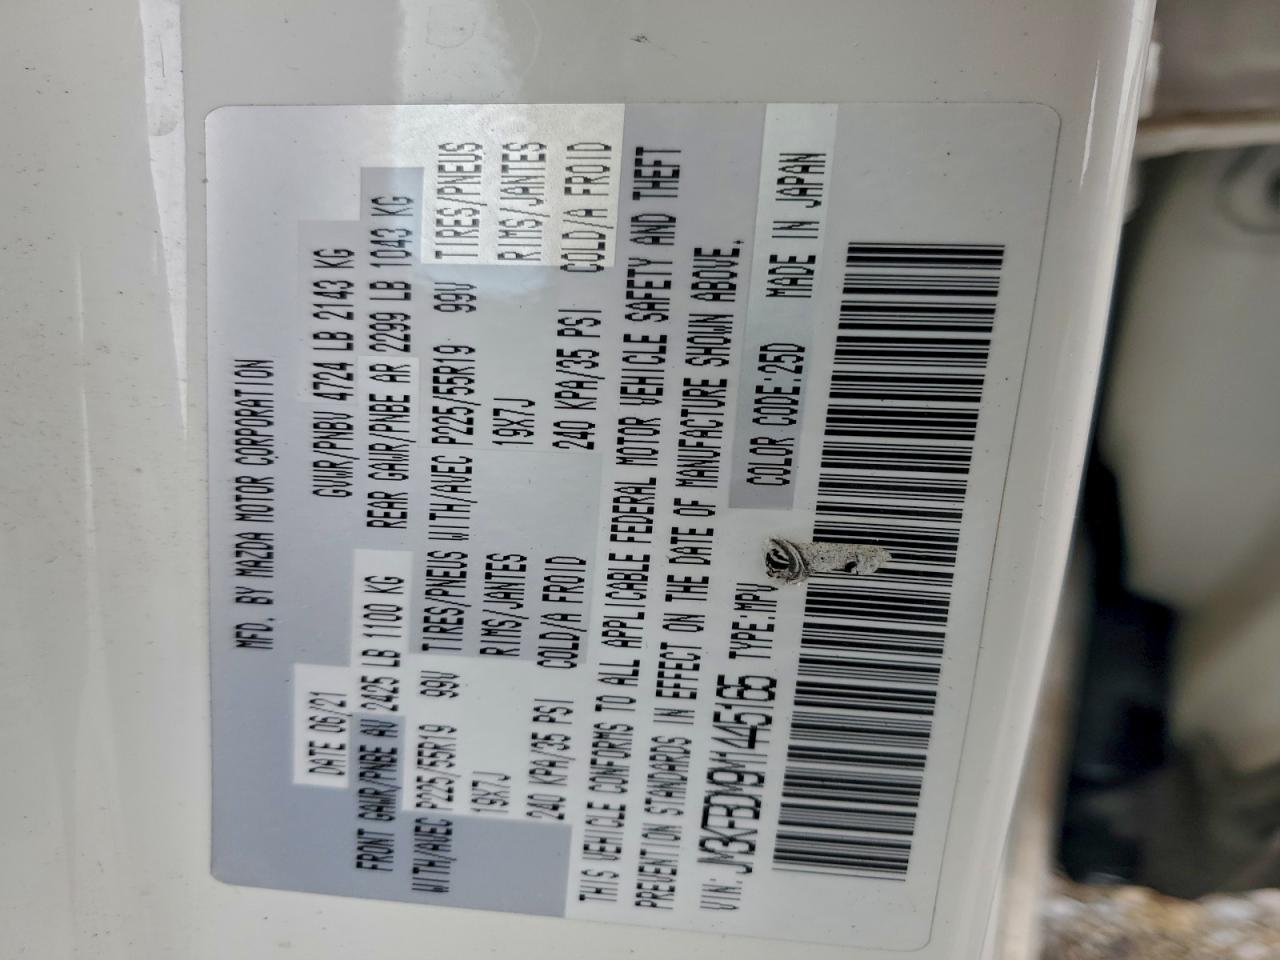 MFD. BY MAZDA MOTOR CORPORATION
DATE 06/21 GVWR/PNBV 4724 LB 2143 KG
FRONT GAWR/PNBE AV 2425 LB 1100 KG REAR GAWR/PNBE AR 2299 LB 1043 KG
WITH/AVEC P225/55R19 99V TIRES/PNEUS WITH/AVEC P225/55R19 99V TIRES/PNEUS
19X7J RIMS/JANTES 19X7J RIMS/JANTES
240 KPA/35 PSI COLD/A FROID 240 KPA/35 PSI COLD/A FROID
THIS VEHICLE CONFORMS TO ALL APPLICABLE FEDERAL MOTOR VEHICLE SAFETY AND THEFT
PREVENTION STANDARDS IN EFFECT ON THE DATE OF MANUFACTURE SHOWN ABOVE.
VIN: JM3KFBDM9M1445165 TYPE:MPV COLOR CODE:25D MADE IN JAPAN